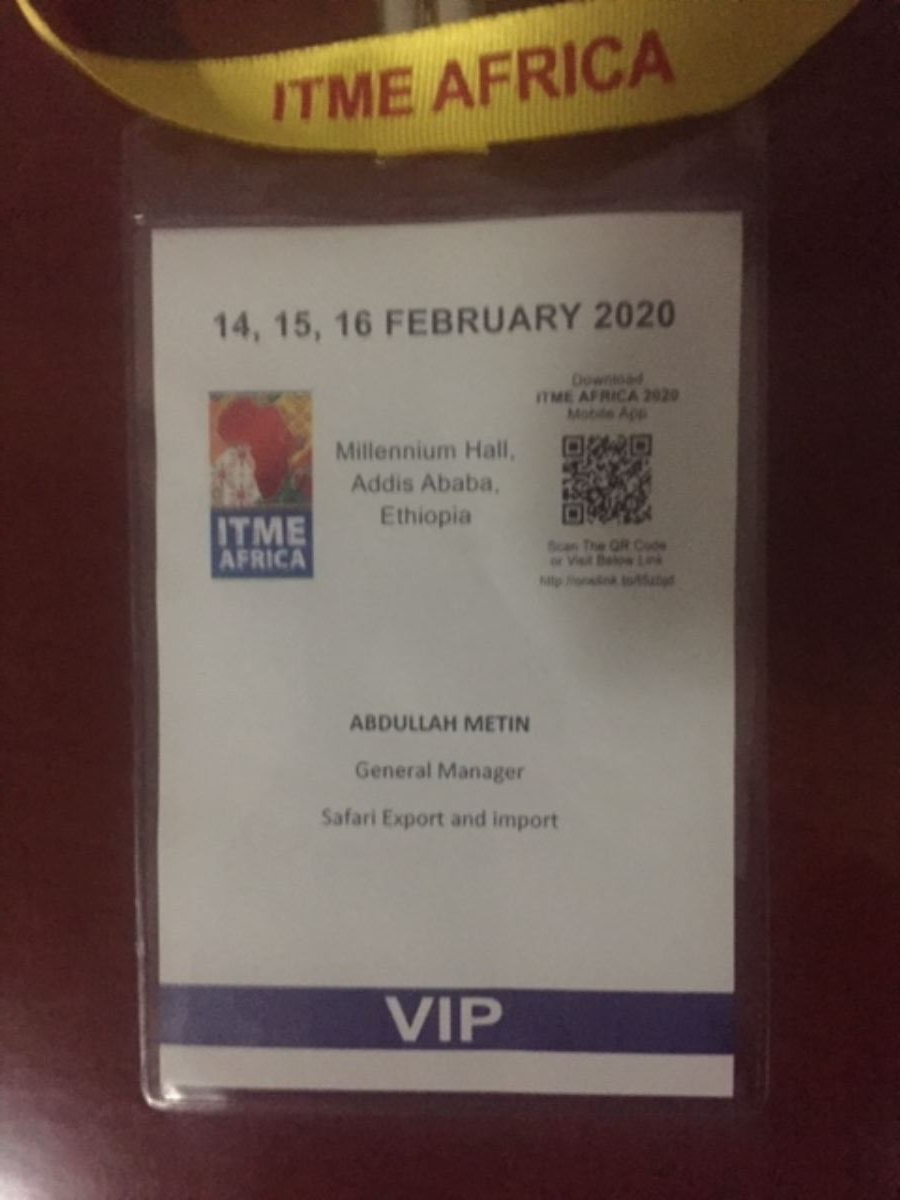 ITME AFRICA
14, 15, 16 FEBRUARY 2020
ITME
AFRICA
Millennium Hall,
Addis Ababa,
Ethiopia
Download
ITME AFRICA 2020
Mobile App
Scan The QR Code
or Visit Below Link
ABDULLAH METIN
General Manager
Safari Export and import
VIP